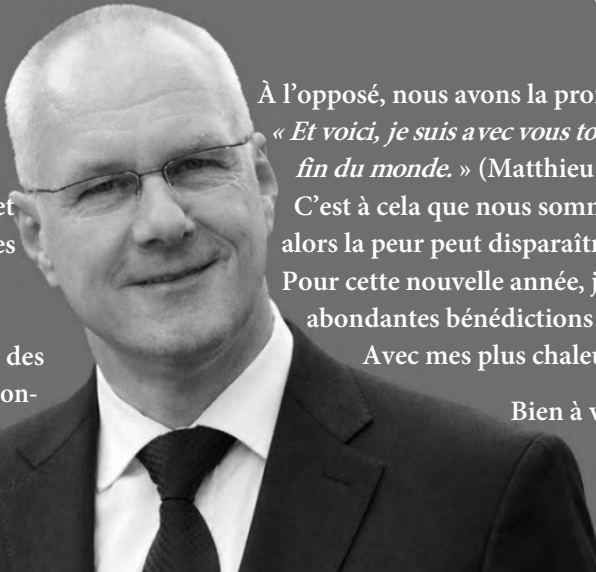 et
es
des
on-
À l’opposé, nous avons la pro
« Et voici, je suis avec vous to
fin du monde. » (Matthieu
C’est à cela que nous somm
alors la peur peut disparaîtr
Pour cette nouvelle année, j
abondantes bénédictions
Avec mes plus chaleu
Bien à v